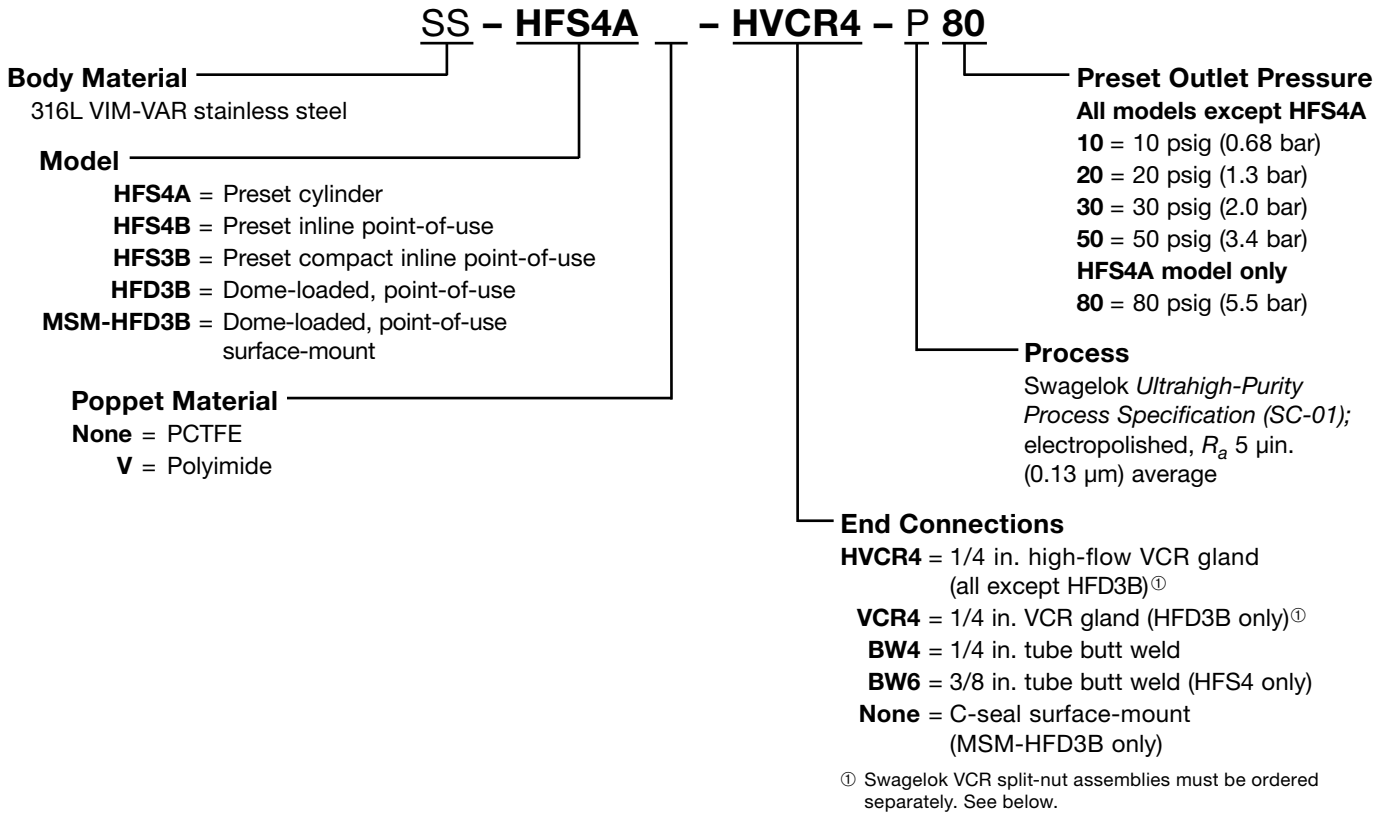 SS – HFS4A – HVCR4 – P 80
Body Material
316L VIM-VAR stainless steel
Model
HFS4A = Preset cylinder
HFS4B = Preset inline point-of-use
HFS3B = Preset compact inline point-of-use
HFD3B = Dome-loaded, point-of-use
MSM-HFD3B = Dome-loaded, point-of-use
surface-mount
Poppet Material
None = PCTFE
V = Polyimide
Preset Outlet Pressure
All models except HFS4A
10 = 10 psig (0.68 bar)
20 = 20 psig (1.3 bar)
30 = 30 psig (2.0 bar)
50 = 50 psig (3.4 bar)
HFS4A model only
80 = 80 psig (5.5 bar)
Process
Swagelok Ultrahigh-Purity
Process Specification (SC-01);
electropolished, Ra 5 µin.
(0.13 µm) average
End Connections
HVCR4 = 1/4 in. high-flow VCR gland
(all except HFD3B)①
VCR4 = 1/4 in. VCR gland (HFD3B only)①
BW4 = 1/4 in. tube butt weld
BW6 = 3/8 in. tube butt weld (HFS4 only)
None = C-seal surface-mount
(MSM-HFD3B only)
① Swagelok VCR split-nut assemblies must be ordered
separately. See below.